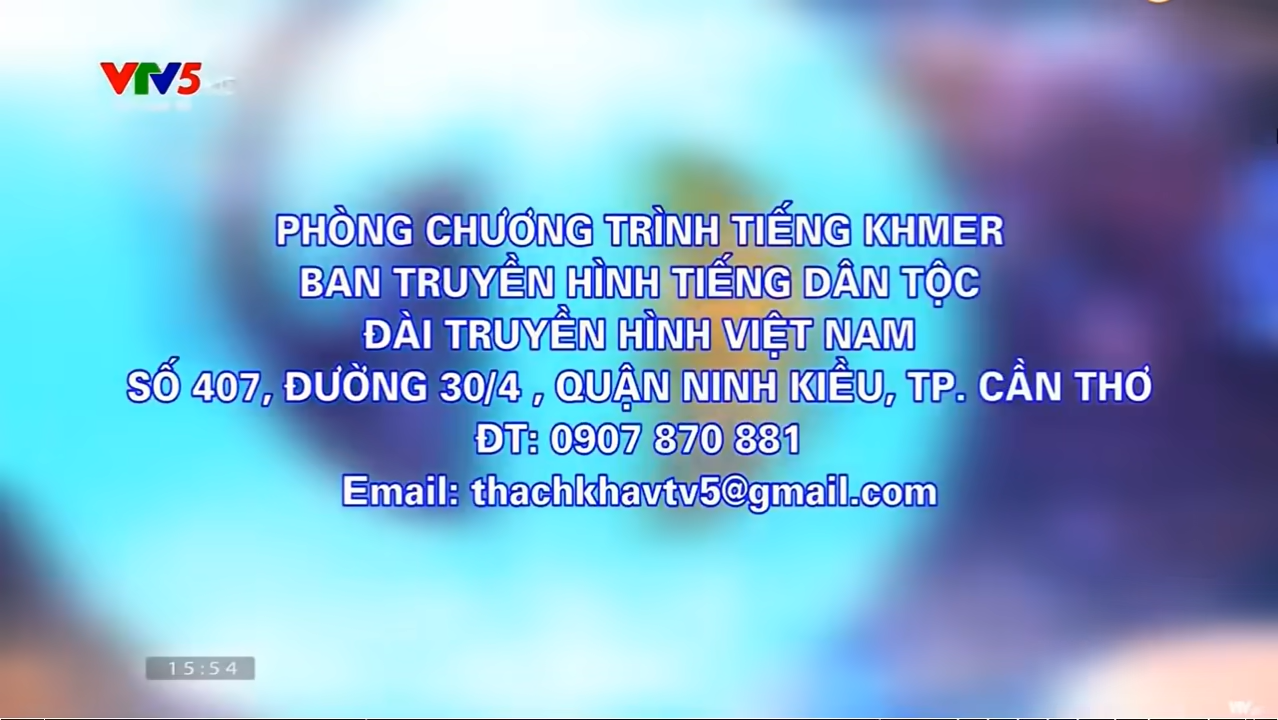 VTV5
PHÒNG CHƯƠNG TRÌNH TIẾNG KHMER
BAN TRUYỀN HÌNH TIẾNG DÂN TỘC
ĐÀI TRUYỀN HÌNH VIỆT NAM
SỐ 407, ĐƯỜNG 30/4 , QUẬN NINH KIỀU, TP. CẦN THƠ
ĐT: 0907 870 881
Email: thachkhavtv5@gmail.com
15:54